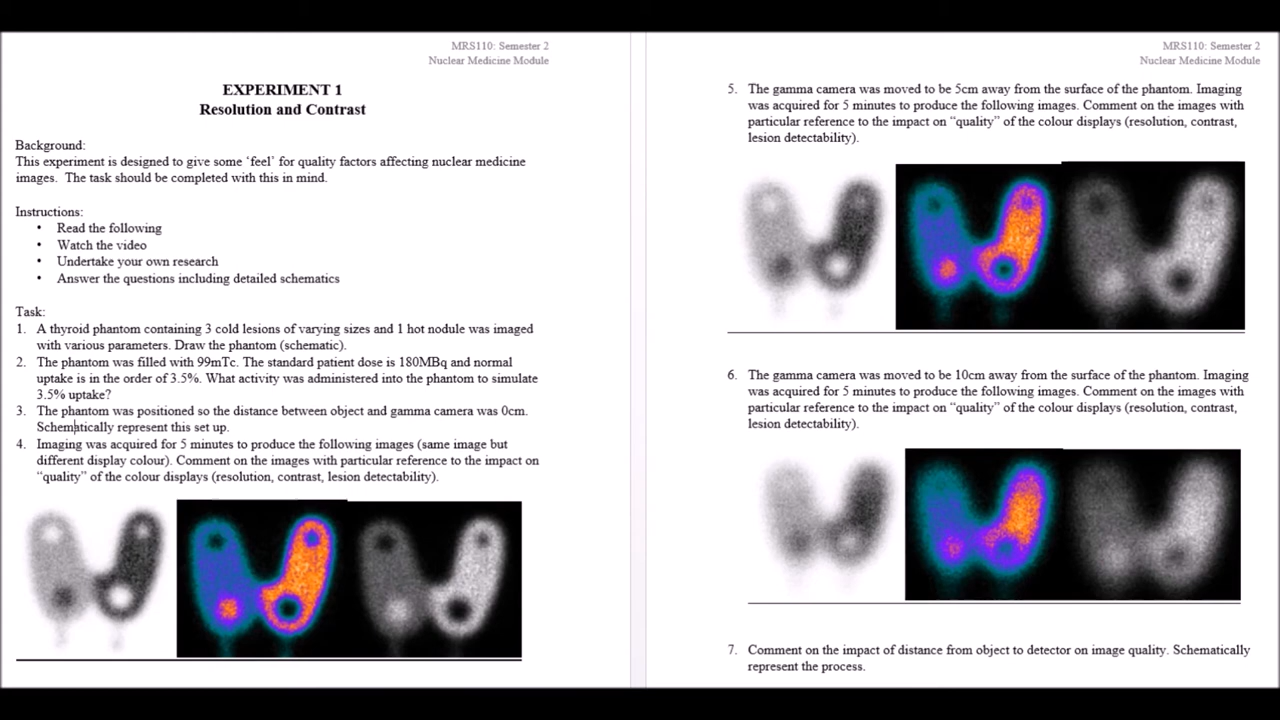 MRS110: Semester 2
Nuclear Medicine Module
EXPERIMENT 1
Resolution and Contrast
Background:
This experiment is designed to give some ‘feel’ for quality factors affecting nuclear medicine
images. The task should be completed with this in mind.
Instructions:
• Read the following
• Watch the video
• Undertake your own research
• Answer the questions including detailed schematics
Task:
1. A thyroid phantom containing 3 cold lesions of varying sizes and 1 hot nodule was imaged
with various parameters. Draw the phantom (schematic).
2. The phantom was filled with 99mTc. The standard patient dose is 180MBq and normal
uptake is in the order of 3.5%. What activity was administered into the phantom to simulate
3.5% uptake?
3. The phantom was positioned so the distance between object and gamma camera was 0cm.
Schematically represent this set up.
4. Imaging was acquired for 5 minutes to produce the following images (same image but
different display colour). Comment on the images with particular reference to the impact on
“quality” of the colour displays (resolution, contrast, lesion detectability).
MRS110: Semester 2
Nuclear Medicine Module
5. The gamma camera was moved to be 5cm away from the surface of the phantom. Imaging
was acquired for 5 minutes to produce the following images. Comment on the images with
particular reference to the impact on “quality” of the colour displays (resolution, contrast,
lesion detectability).
6. The gamma camera was moved to be 10cm away from the surface of the phantom. Imaging
was acquired for 5 minutes to produce the following images. Comment on the images with
particular reference to the impact on “quality” of the colour displays (resolution, contrast,
lesion detectability).
7. Comment on the impact of distance from object to detector on image quality. Schematically
represent the process.